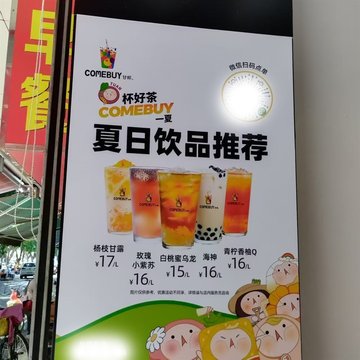 早
餐
COMEBUY
微信扫码点单
杯好茶
COMEBUY
一夏
夏日饮品推荐
杨枝甘露
¥17/L
玫瑰
小紫苏
¥16/L
白桃蜜乌龙
¥15/L
海神
¥16/L
青柠香柚Q
¥16/L